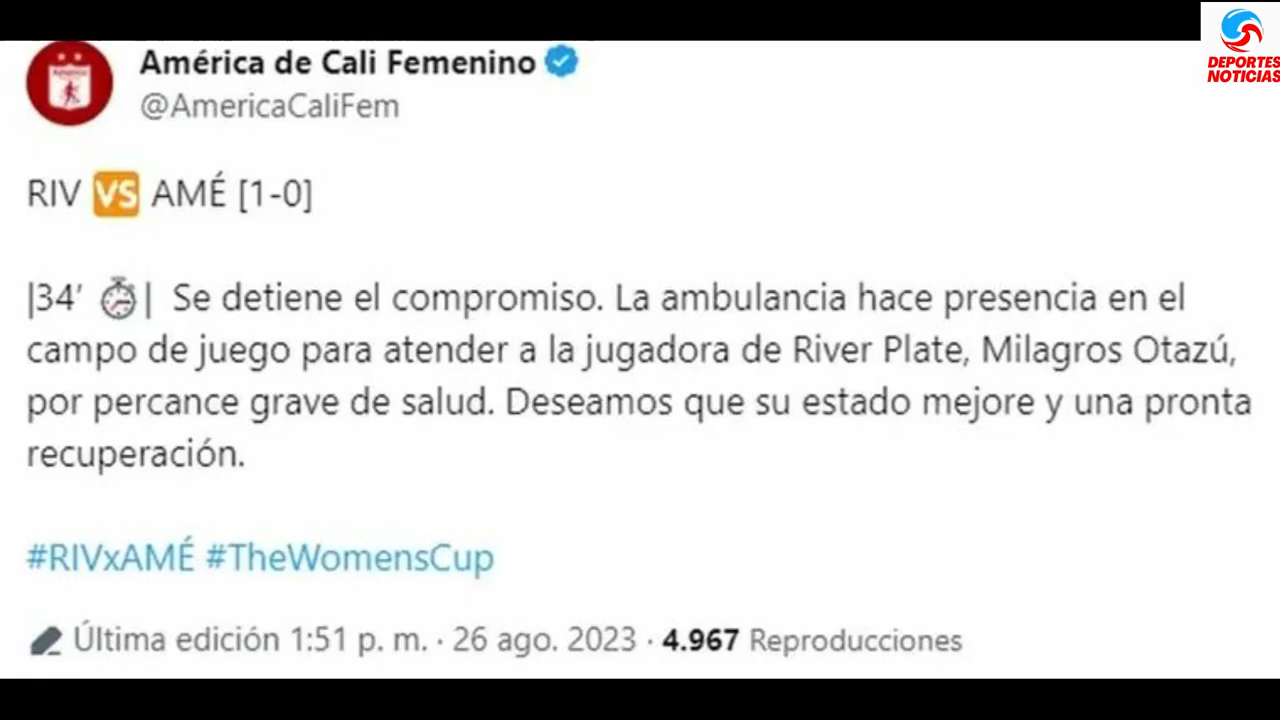 DEPORTES
NOTICIAS
América de Cali Femenino
@AmericaCaliFem
RIV VS AMÉ [1-0]
|34’ | Se detiene el compromiso. La ambulancia hace presencia en el
campo de juego para atender a la jugadora de River Plate, Milagros Otazú,
por percance grave de salud. Deseamos que su estado mejore y una pronta
recuperación.
#RIVxAMÉ #TheWomensCup
Última edición 1:51 p. m. · 26 ago. 2023 · 4.967 Reproducciones